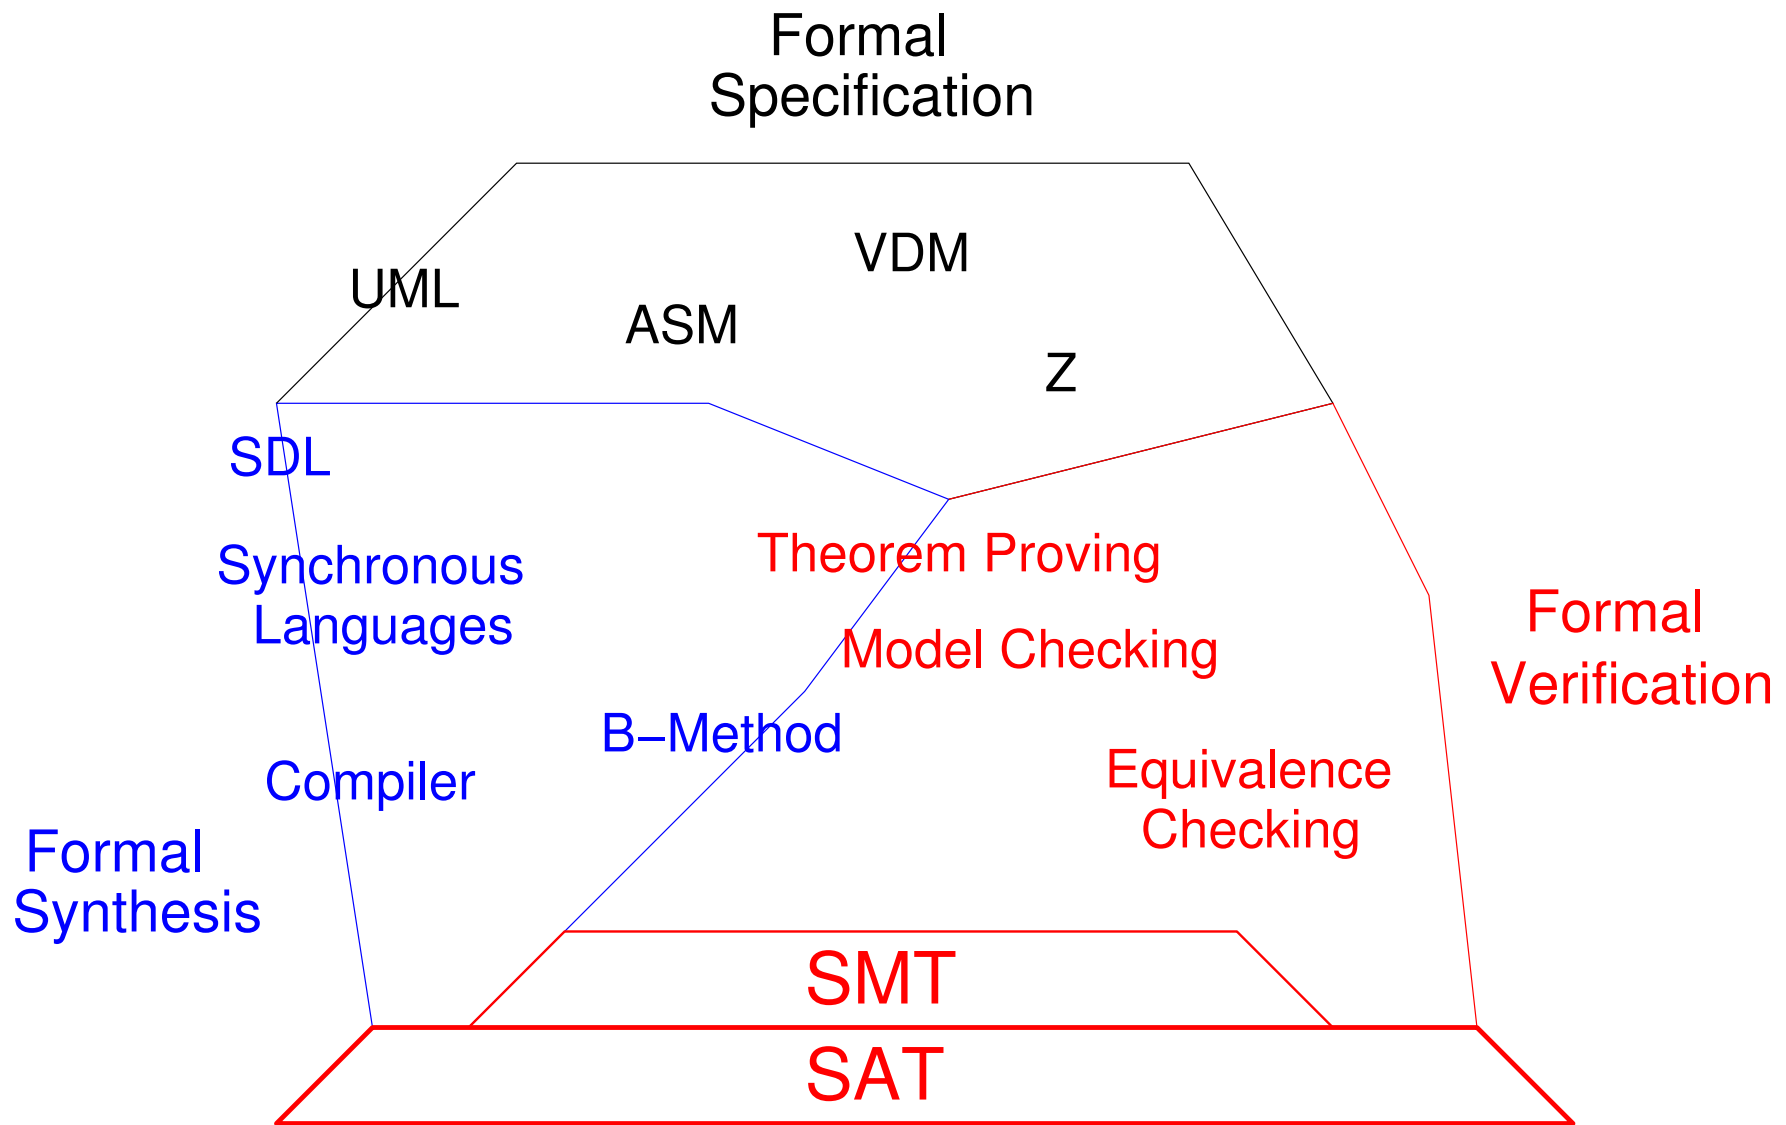 Formal
Specification
VDM
UML
ASM
Z
SDL
Synchronous
Languages
Theorem Proving
Model Checking
Formal
Verification
B−Method
Compiler
Equivalence
Checking
Formal
Synthesis
SMT
SAT